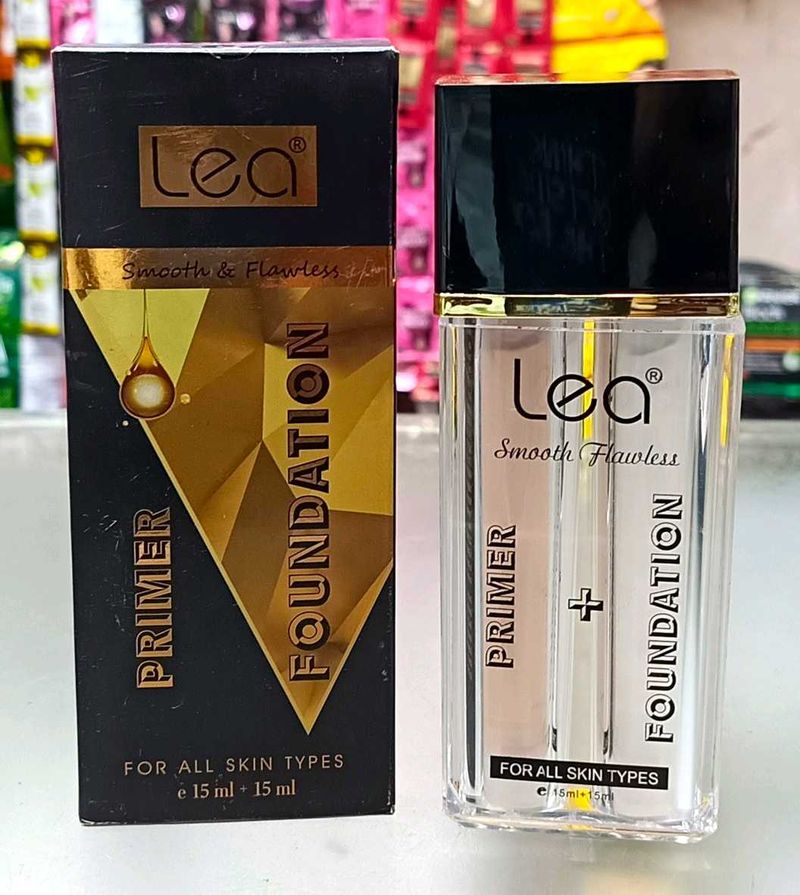 Lea®
Smooth & Flawless
PRIMER
FOUNDATION
FOR ALL SKIN TYPES
e 15 ml + 15 ml
Lea®
Smooth Flawless
PRIMER
+
FOUNDATION
FOR ALL SKIN TYPES
e 15ml+15ml